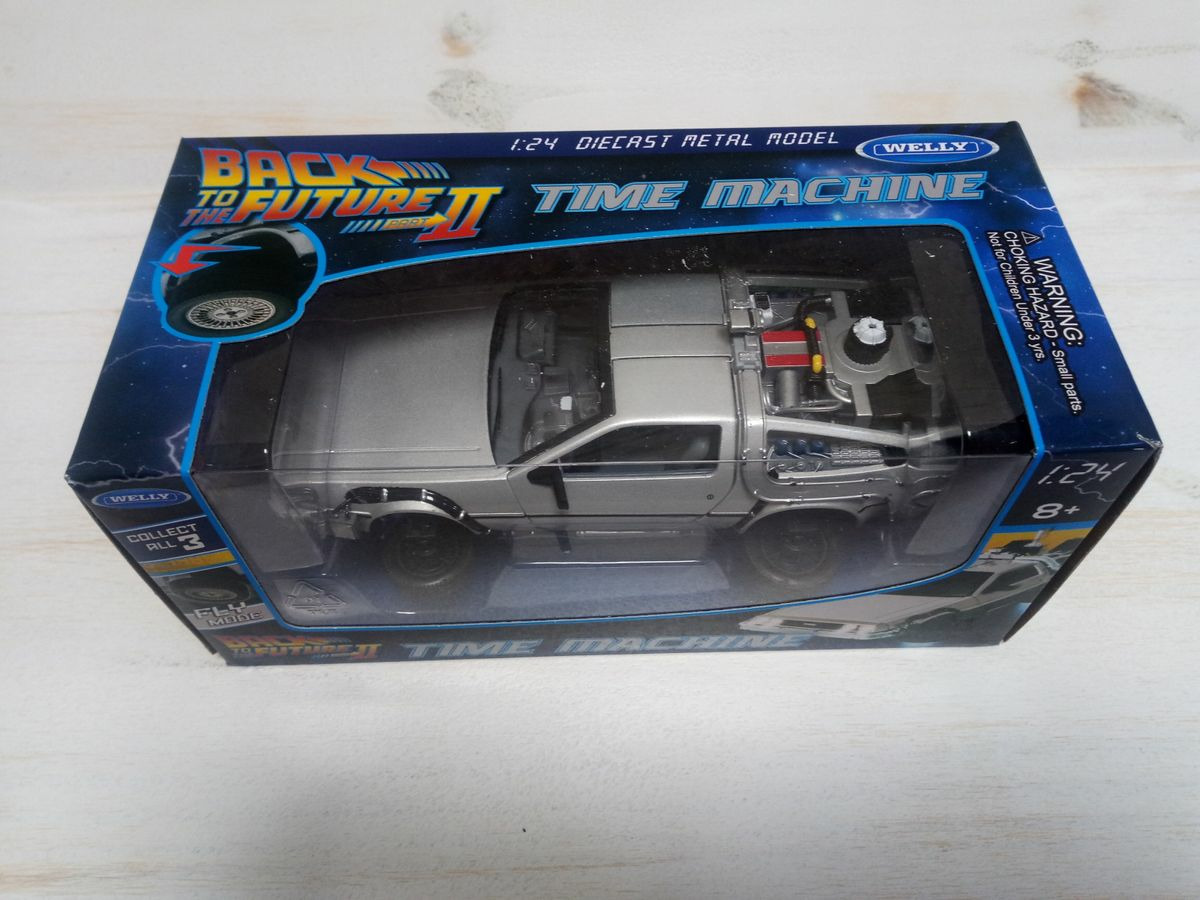 1:24 DIECAST METAL MODEL
WELLY
BACK
TO THE FUTURE
PART II
TIME MACHINE
WARNING:
CHOKING HAZARD - Small parts.
Not for Children Under 3 yrs.
WELLY
COLLECT
ALL 3
FLY
MODE
1:24
8+
BACK
TO THE FUTURE II
TIME MACHINE